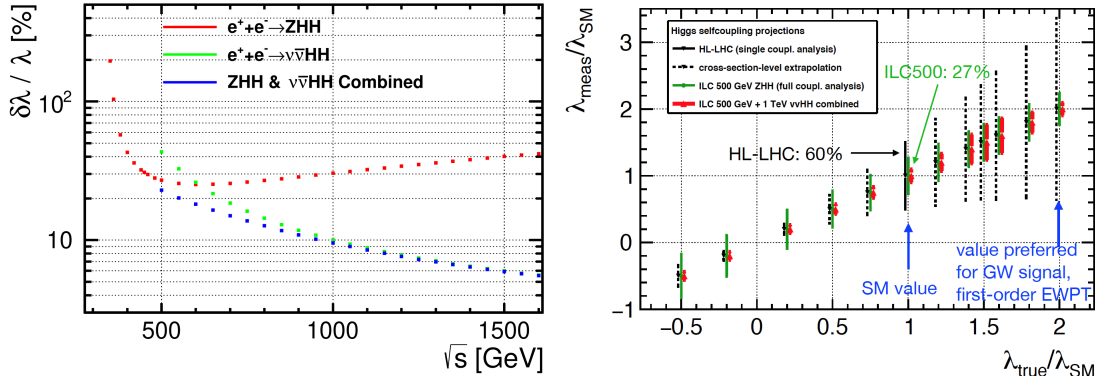 δλ / λ [%]
10²
10
e⁺+e⁻→ZHH
e⁺+e⁻→νν̄HH
ZHH & νν̄HH Combined
500
1000
1500
√s [GeV]
λmeas/λSM
3
2
1
0
−1
Higgs selfcoupling projections
HL-LHC (single coupl. analysis)
cross-section-level extrapolation
ILC 500 GeV ZHH (full coupl. analysis)
ILC 500 GeV + 1 TeV vvHH combined
ILC500: 27%
HL-LHC: 60%
SM value
value preferred
for GW signal,
first-order EWPT
−0.5
0
0.5
1
1.5
2
λtrue/λSM